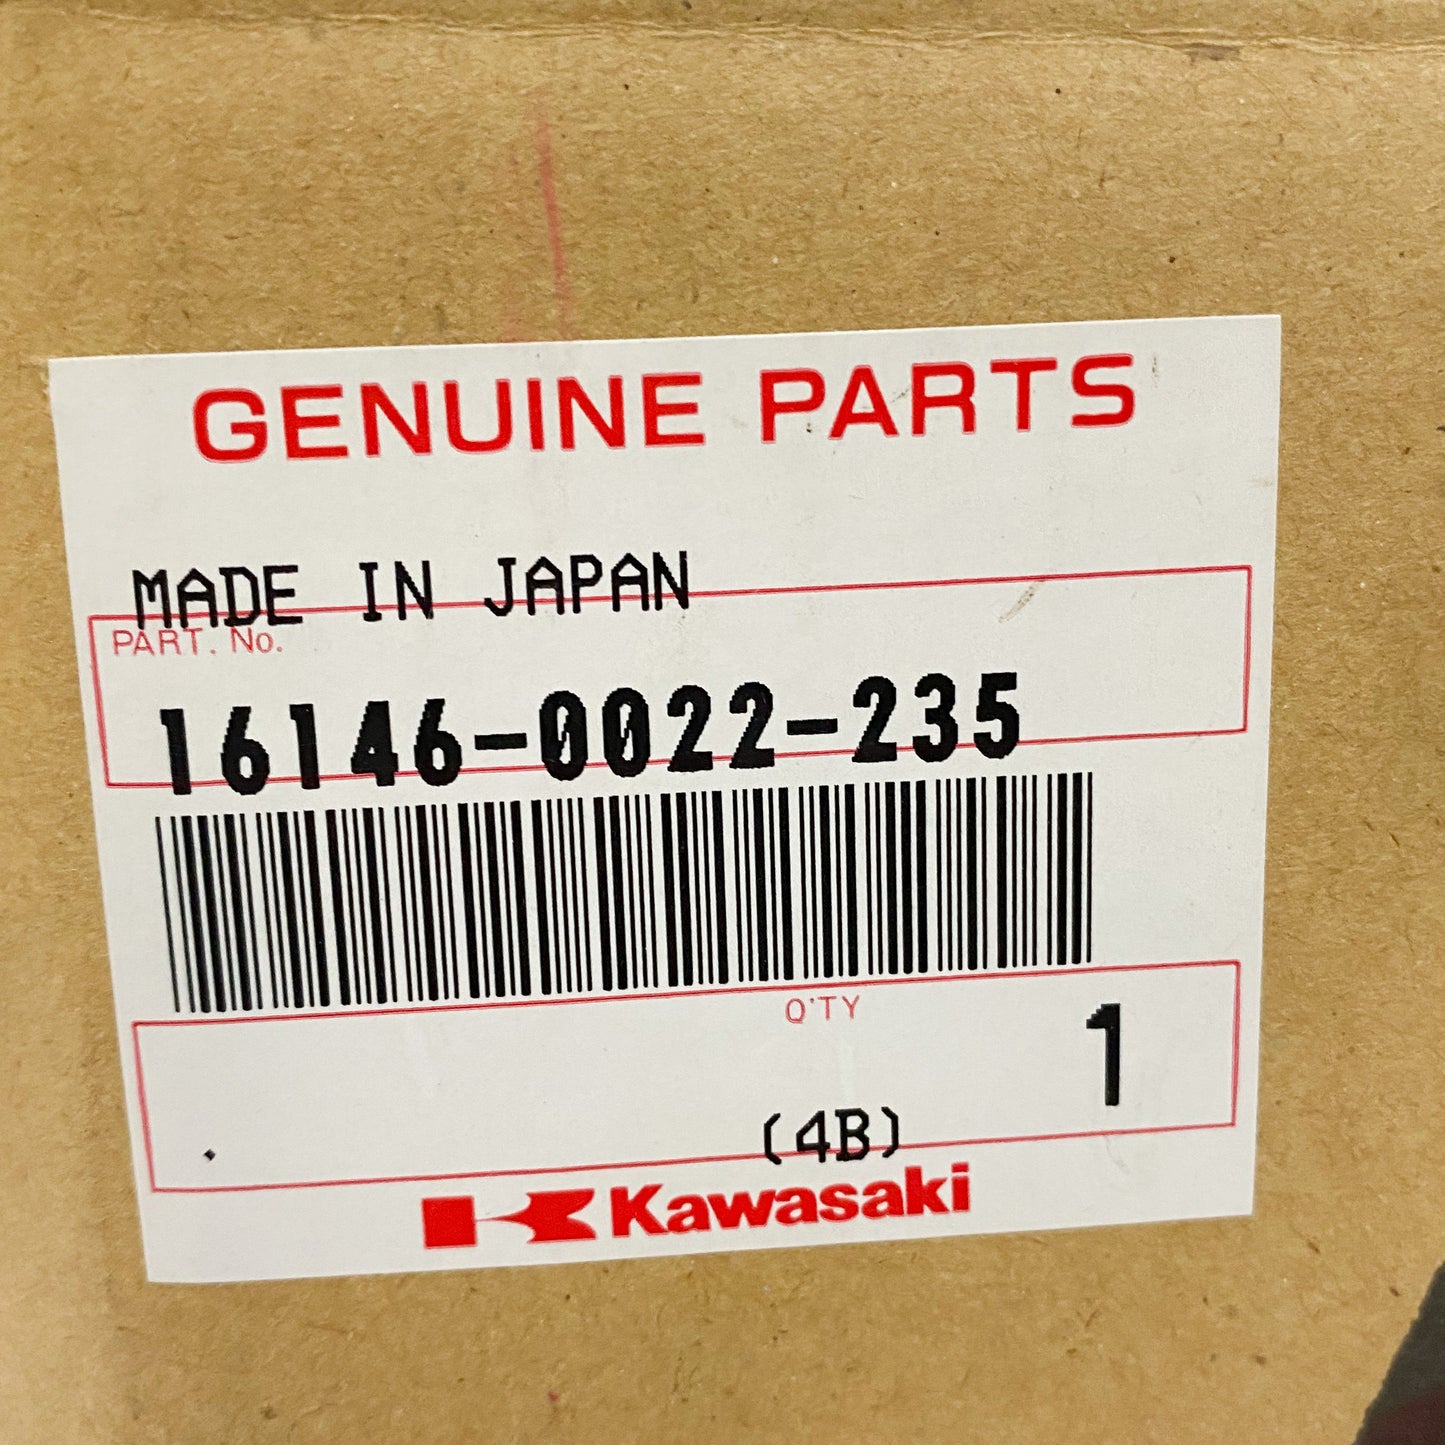 GENUINE PARTS
MADE IN JAPAN
PART. No.
16146-0022-235
Q'TY
1
(4B)
Kawasaki